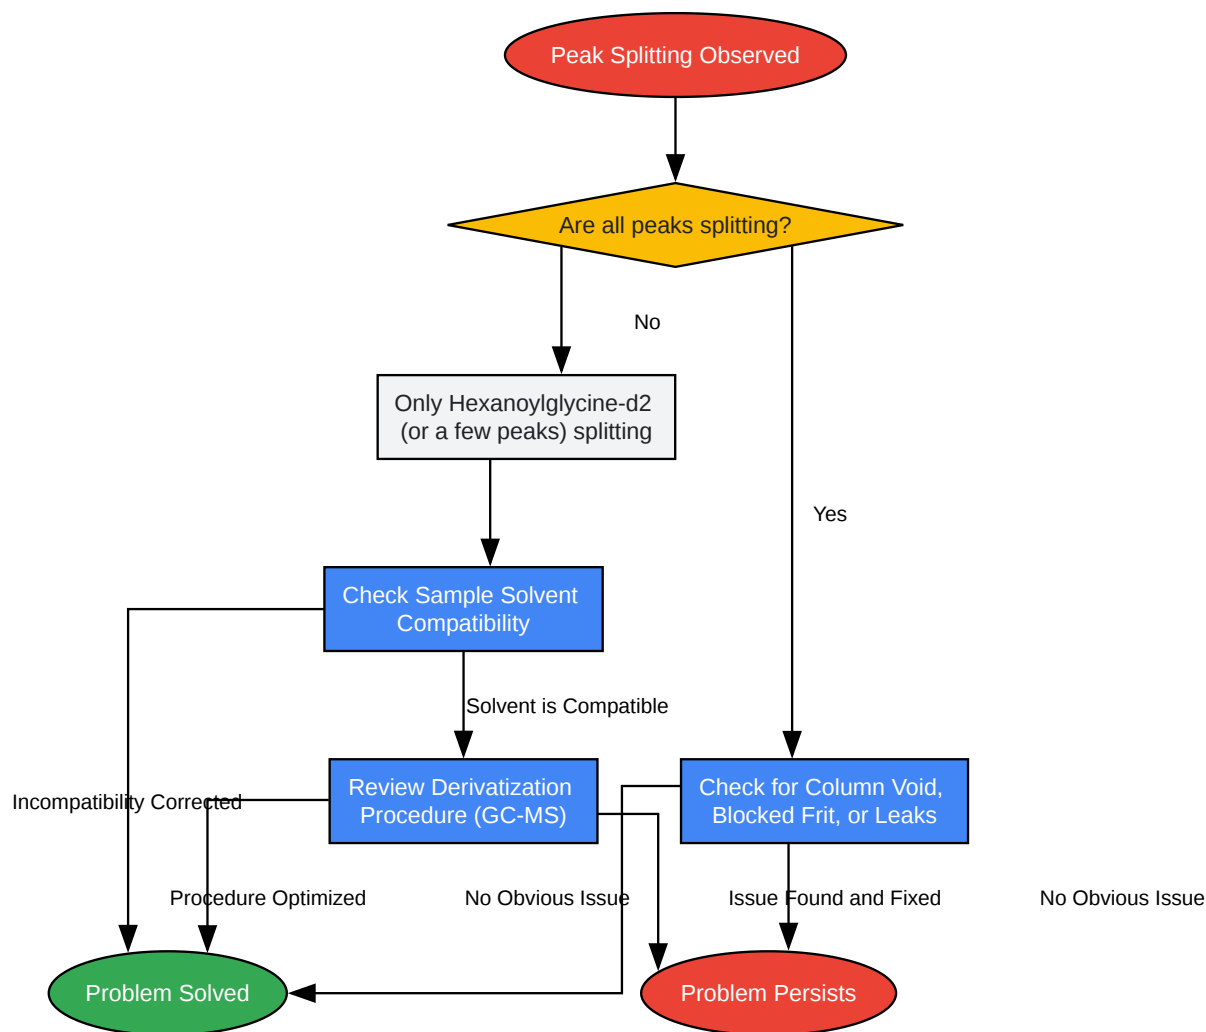 Peak Splitting Observed
Are all peaks splitting?
No
Only Hexanoylglycine-d2
(or a few peaks) splitting
Yes
Check Sample Solvent
Compatibility
Solvent is Compatible
Review Derivatization
Procedure (GC-MS)
Check for Column Void,
Blocked Frit, or Leaks
Incompatibility Corrected
Procedure Optimized
No Obvious Issue
Issue Found and Fixed
No Obvious Issue
Problem Solved
Problem Persists